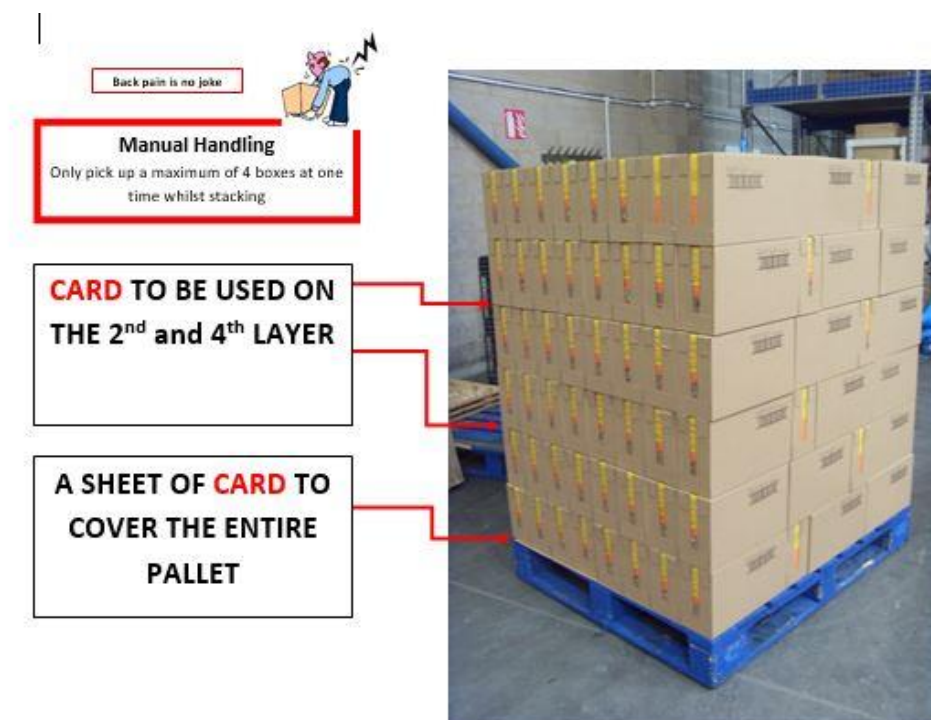 Back pain is no joke
Manual Handling
Only pick up a maximum of 4 boxes at one
time whilst stacking
CARD TO BE USED ON
THE 2nd and 4th LAYER
A SHEET OF CARD TO
COVER THE ENTIRE
PALLET